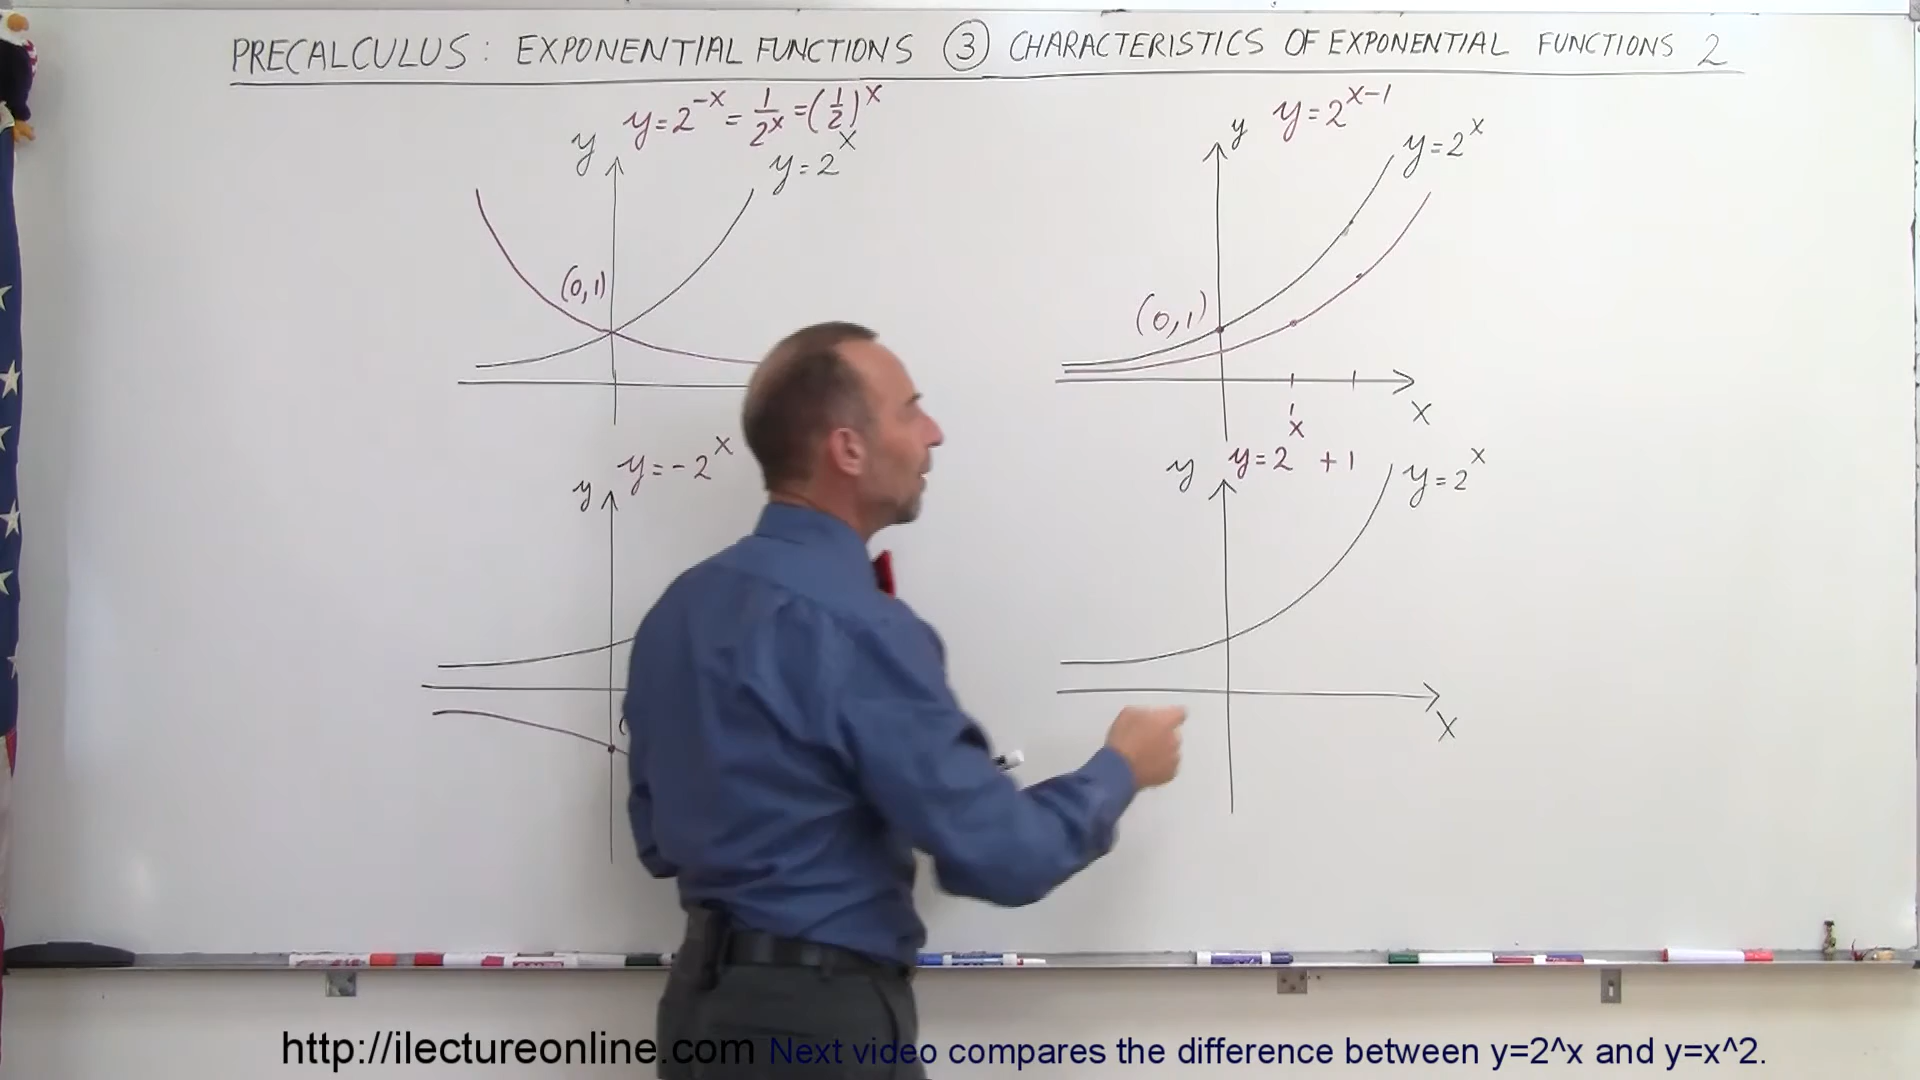 PRECALCULUS: EXPONENTIAL FUNCTIONS ③ CHARACTERISTICS OF EXPONENTIAL FUNCTIONS 2
y=2^-x = 1/2^x = (1/2)^x
y
y=2^x
(0,1)
y=2^x-1
y
y=2^x
(0,1)
1
x
y=-2^x
y
y=2^x+1
y
y=2^x
x
http://ilectureonline.com Next video compares the difference between y=2^x and y=x^2.